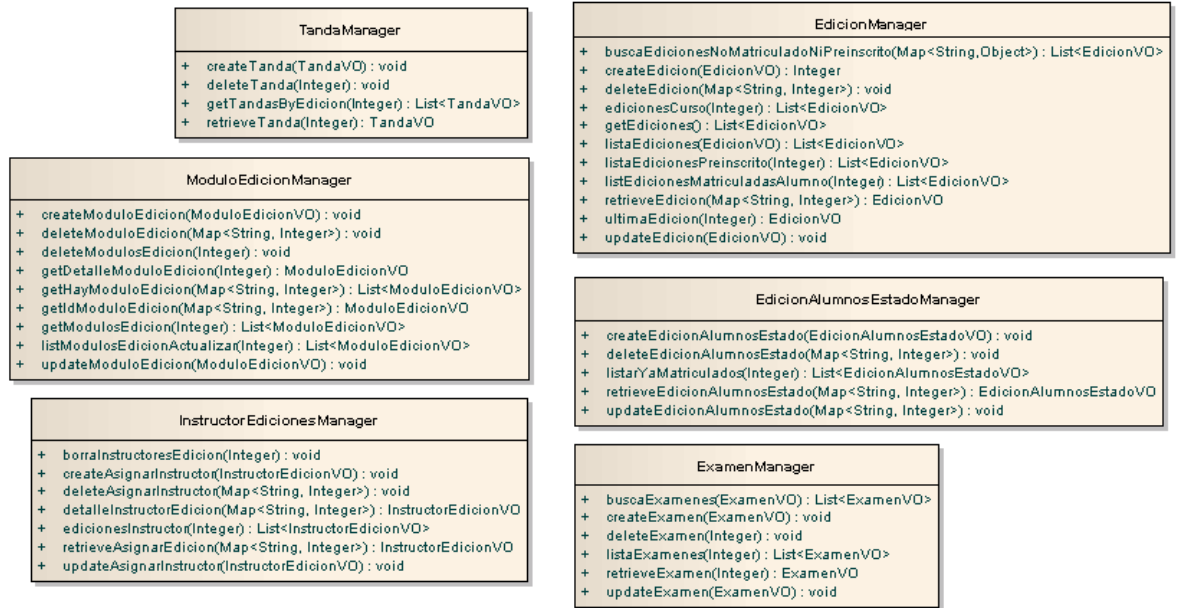 TandaManager
+ createTanda(TandaVO) : void
+ deleteTanda(Integer) : void
+ getTandasByEdicion(Integer) : List<TandaVO>
+ retrieveTanda(Integer) : TandaVO
ModuloEdicionManager
+ createModuloEdicion(ModuloEdicionVO) : void
+ deleteModuloEdicion(Map<String, Integer>) : void
+ deleteModulosEdicion(Integer) : void
+ getDetalleModuloEdicion(Integer) : ModuloEdicionVO
+ getHayModuloEdicion(Map<String, Integer>) : List<ModuloEdicionVO>
+ getIdModuloEdicion(Map<String, Integer>) : ModuloEdicionVO
+ getModulosEdicion(Integer) : List<ModuloEdicionVO>
+ listModulosEdicionActualizar(Integer) : List<ModuloEdicionVO>
+ updateModuloEdicion(ModuloEdicionVO) : void
InstructorEdicionesManager
+ borraInstructoresEdicion(Integer) : void
+ createAsignarInstructor(InstructorEdicionVO) : void
+ deleteAsignarInstructor(Map<String, Integer>) : void
+ detalleInstructorEdicion(Map<String, Integer>) : InstructorEdicionVO
+ edicionesInstructor(Integer) : List<InstructorEdicionVO>
+ retrieveAsignarEdicion(Map<String, Integer>) : InstructorEdicionVO
+ updateAsignarInstructor(InstructorEdicionVO) : void
EdicionManager
+ buscaEdicionesNoMatriculadoNiPreinscrito(Map<String,Object>) : List<EdicionVO>
+ createEdicion(EdicionVO) : Integer
+ deleteEdicion(Map<String, Integer>) : void
+ edicionesCurso(Integer) : List<EdicionVO>
+ getEdiciones() : List<EdicionVO>
+ listaEdiciones(EdicionVO) : List<EdicionVO>
+ listaEdicionesPreinscrito(Integer) : List<EdicionVO>
+ listEdicionesMatriculadasAlumno(Integer) : List<EdicionVO>
+ retrieveEdicion(Map<String, Integer>) : EdicionVO
+ ultimaEdicion(Integer) : EdicionVO
+ updateEdicion(EdicionVO) : void
EdicionAlumnosEstadoManager
+ createEdicionAlumnosEstado(EdicionAlumnosEstadoVO) : void
+ deleteEdicionAlumnosEstado(Map<String, Integer>) : void
+ listarYaMatriculados(Integer) : List<EdicionAlumnosEstadoVO>
+ retrieveEdicionAlumnosEstado(Map<String, Integer>) : EdicionAlumnosEstadoVO
+ updateEdicionAlumnosEstado(Map<String, Integer>) : void
ExamenManager
+ buscaExamenes(ExamenVO) : List<ExamenVO>
+ createExamen(ExamenVO) : void
+ deleteExamen(Integer) : void
+ listaExamenes(Integer) : List<ExamenVO>
+ retrieveExamen(Integer) : ExamenVO
+ updateExamen(ExamenVO) : void